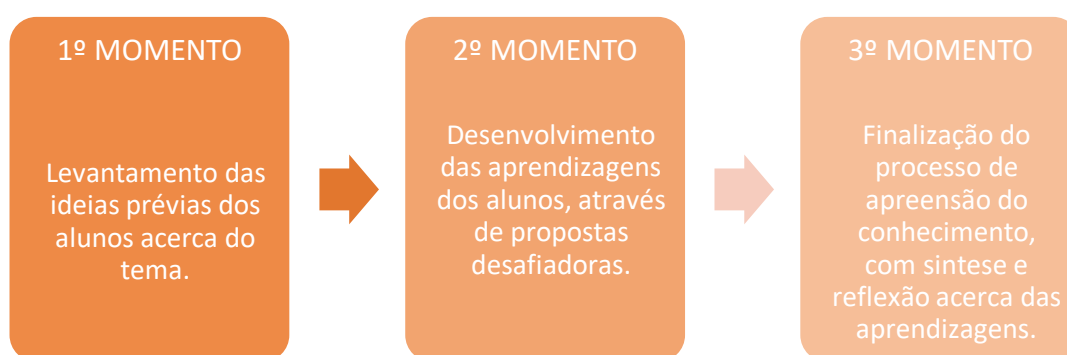 1º MOMENTO
Levantamento das
ideias prévias dos
alunos acerca do
tema.
2º MOMENTO
Desenvolvimento
das aprendizagens
dos alunos, através
de propostas
desafiadoras.
3º MOMENTO
Finalização do
processo de
apreensão do
conhecimento,
com sintese e
reflexão acerca das
aprendizagens.